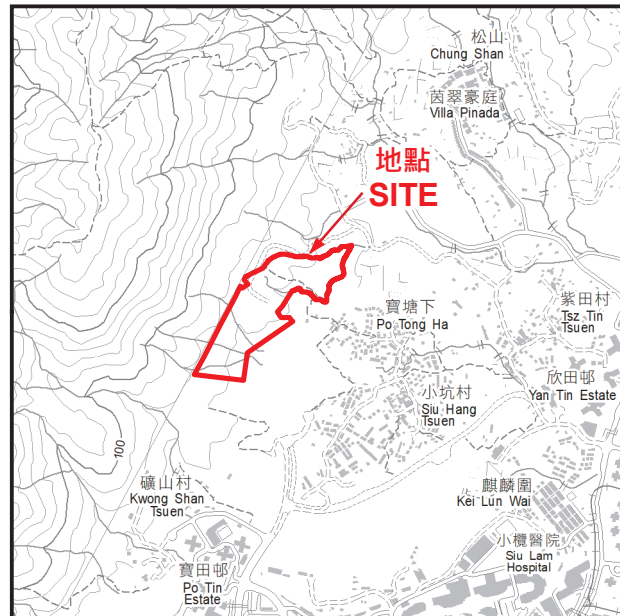 松山
Chung Shan
茵翠豪庭
Villa Pinada
地點
SITE
寶塘下
Po Tong Ha
紫田村
Tsz Tin
Tsuen
小坑村
Siu Hang
Tsuen
欣田邨
Yan Tin Estate
100
礦山村
Kwong Shan
Tsuen
麒麟圍
Kei Lun Wai
小欖醫院
Siu Lam
Hospital
寶田邨
Po Tin
Estate